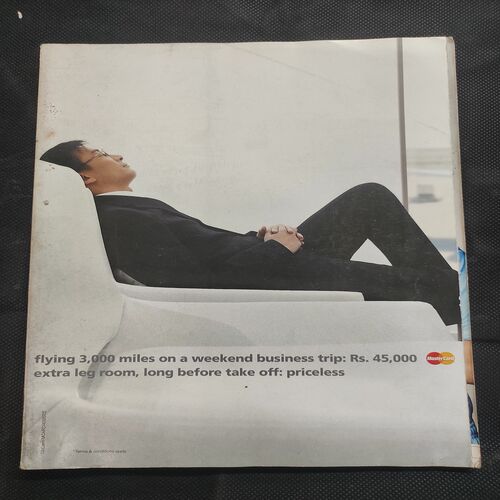 flying 3,000 miles on a weekend business trip: Rs. 45,000
MasterCard
extra leg room, long before take off: priceless